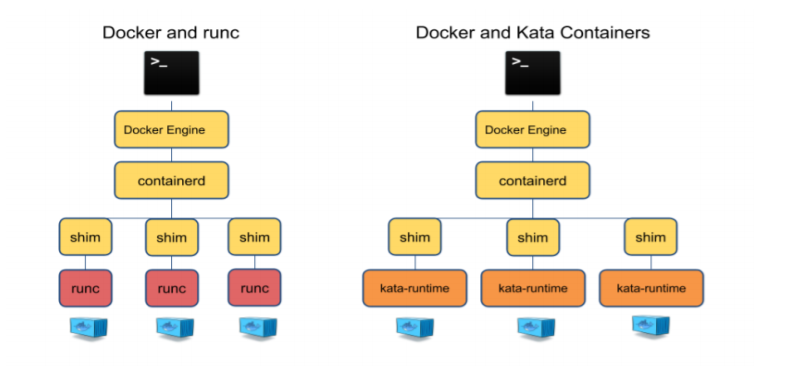 Docker and runc
>_
Docker Engine
containerd
shim shim shim
runc runc runc
Docker and Kata Containers
>_
Docker Engine
containerd
shim shim shim
kata-runtime kata-runtime kata-runtime